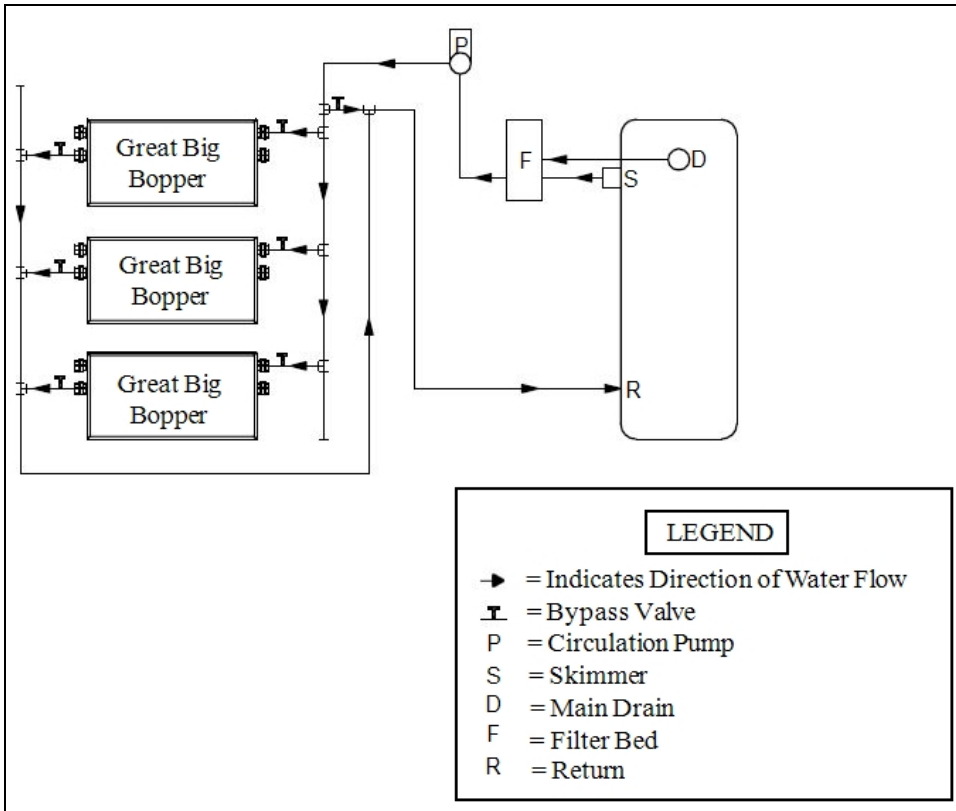 P
Great Big
Bopper
F
D
S
Great Big
Bopper
Great Big
Bopper
R
LEGEND
= Indicates Direction of Water Flow
= Bypass Valve
P = Circulation Pump
S = Skimmer
D = Main Drain
F = Filter Bed
R = Return